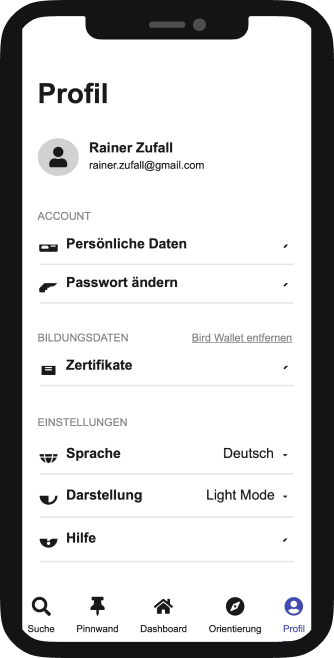 Profil
Rainer Zufall
rainer.zufall@gmail.com
ACCOUNT
Persönliche Daten
Passwort ändern
BILDUNGSDATEN Bird Wallet entfernen
Zertifikate
EINSTELLUNGEN
Sprache Deutsch
Darstellung Light Mode
Hilfe
Suche Pinnwand Dashboard Orientierung Profil